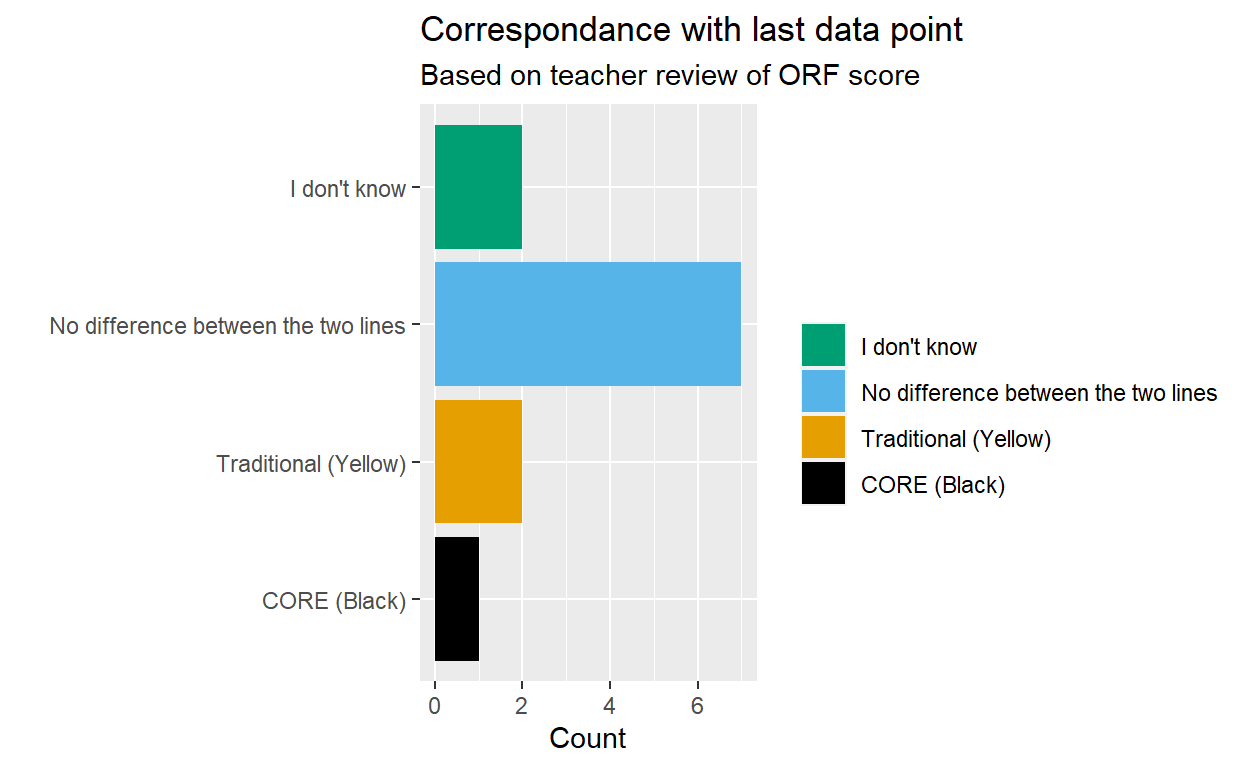 Correspondance with last data point
Based on teacher review of ORF score
I don't know
No difference between the two lines
Traditional (Yellow)
CORE (Black)
0 2 4 6
Count
I don't know
No difference between the two lines
Traditional (Yellow)
CORE (Black)